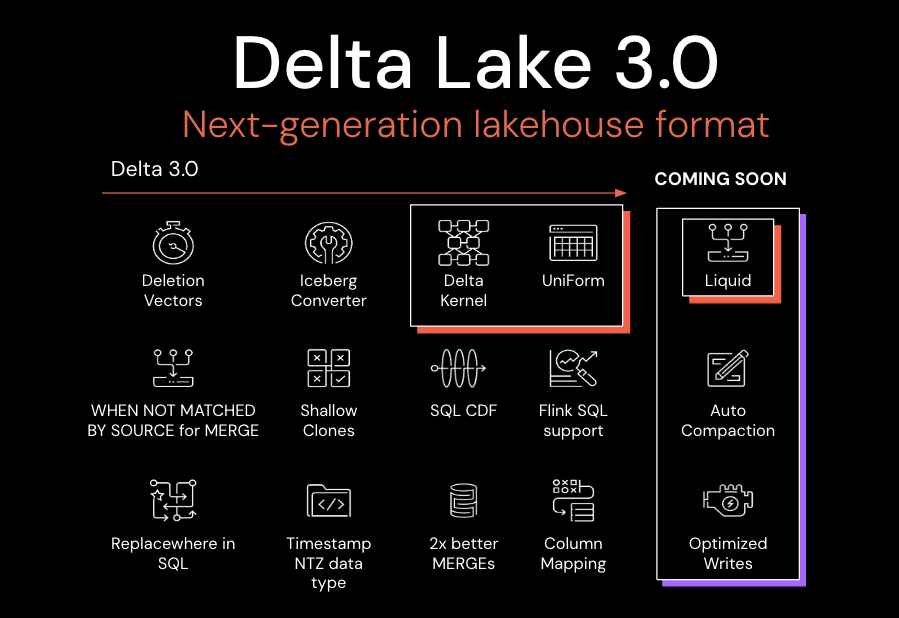 Delta Lake 3.0
Next-generation lakehouse format
Delta 3.0
COMING SOON
Deletion
Vectors
Iceberg
Converter
Delta
Kernel
UniForm
Liquid
WHEN NOT MATCHED
BY SOURCE for MERGE
Shallow
Clones
SQL CDF
Flink SQL
support
Auto
Compaction
Replacewhere in
SQL
Timestamp
NTZ data
type
2x better
MERGEs
Column
Mapping
Optimized
Writes